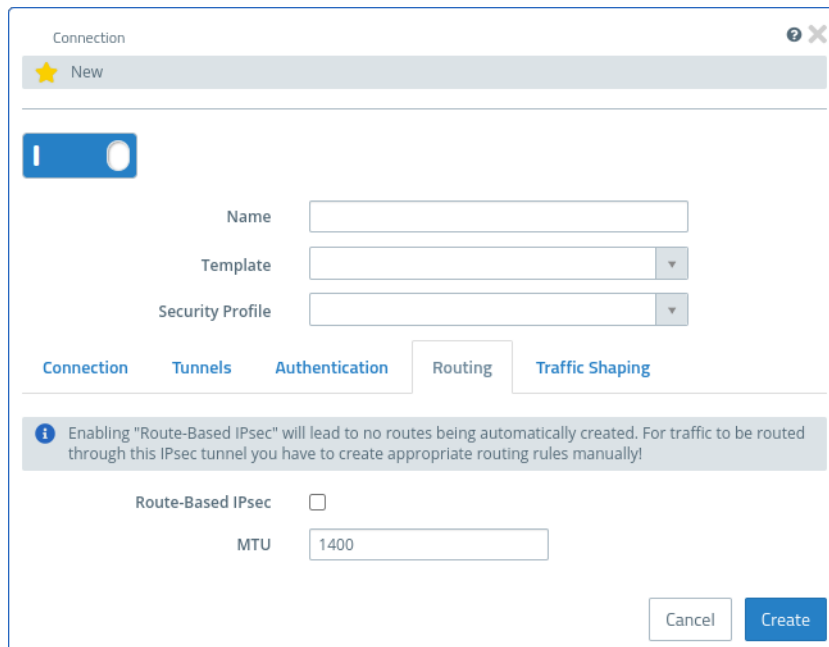 Connection
New
Name
Template
Security Profile
Connection Tunnels Authentication Routing Traffic Shaping
Enabling "Route-Based IPsec" will lead to no routes being automatically created. For traffic to be routed
through this IPsec tunnel you have to create appropriate routing rules manually!
Route-Based IPsec
MTU 1400
Cancel Create